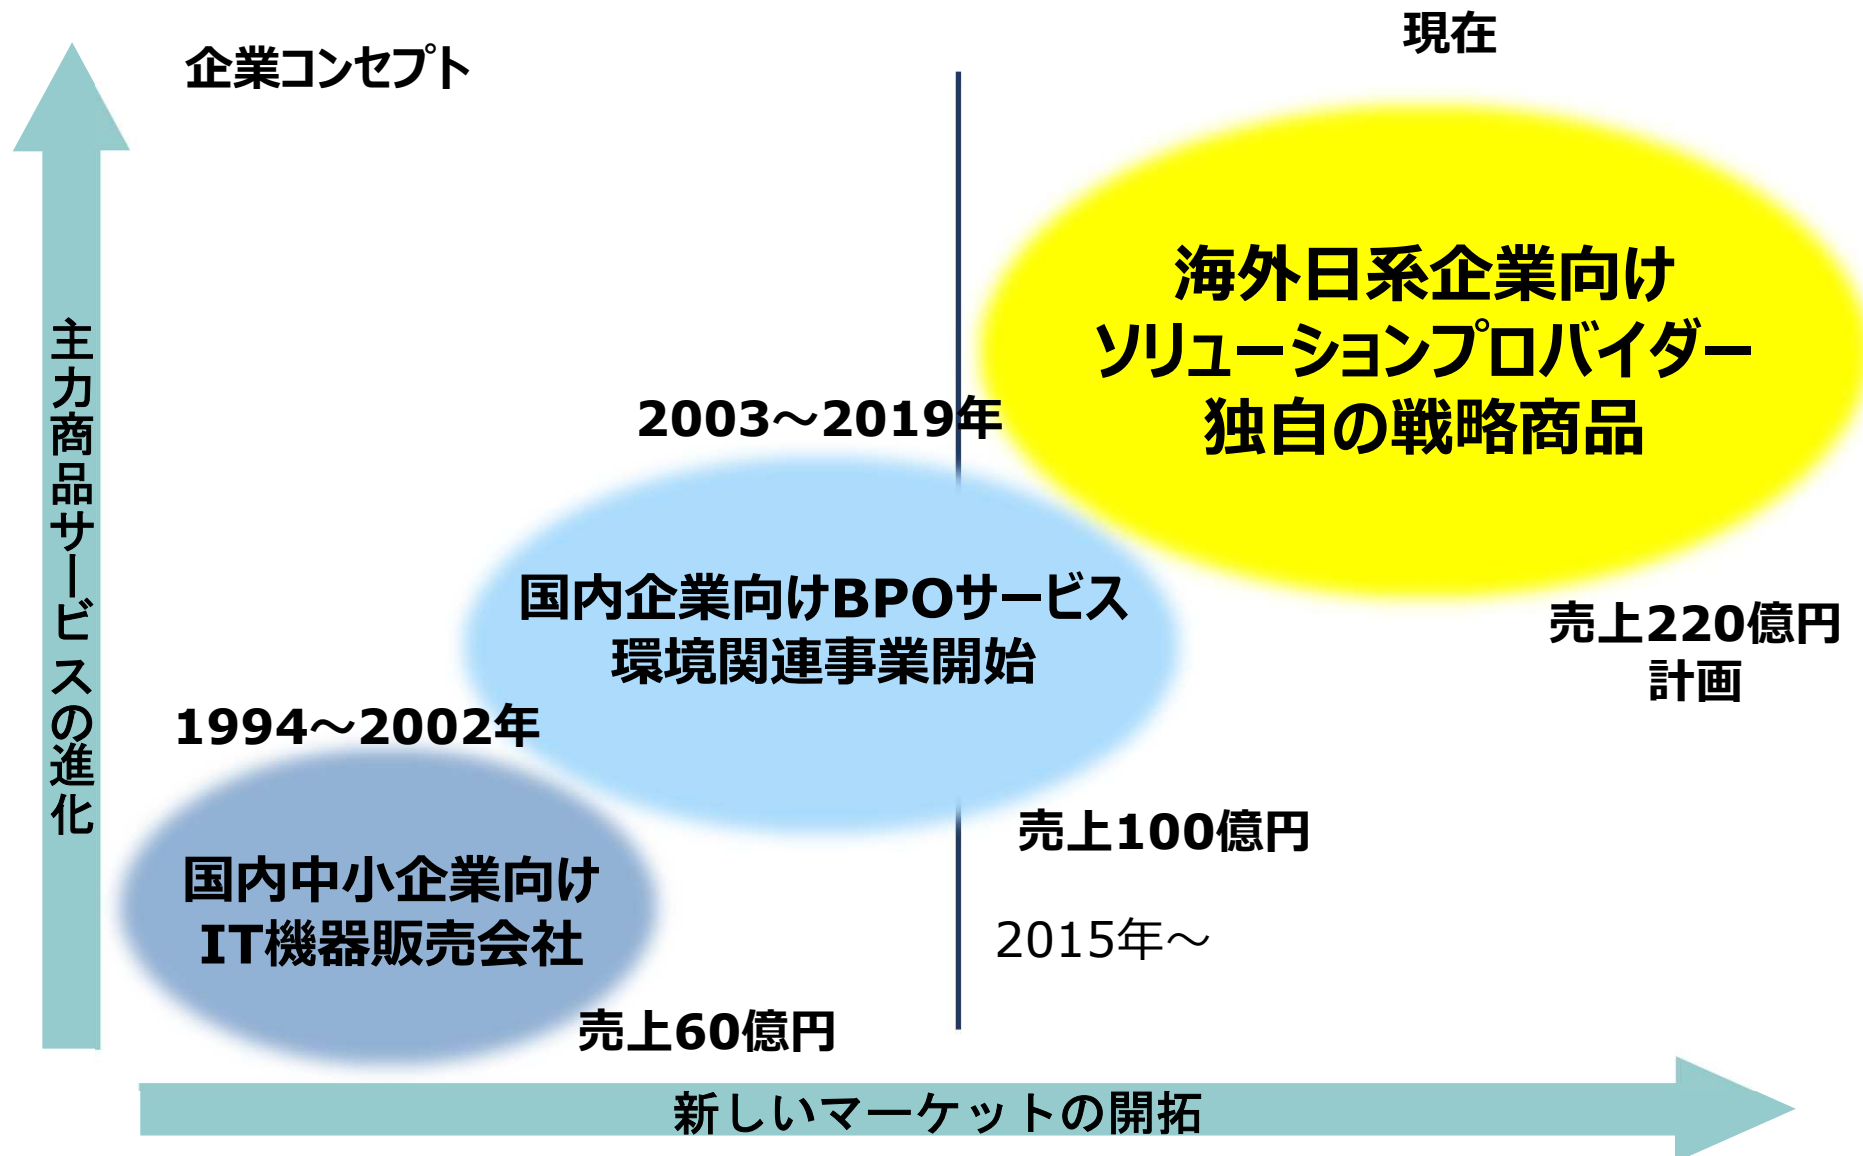 企業コンセプト
現在
海外日系企業向け
ソリューションプロバイダー
独自の戦略商品
2003～2019年
国内企業向けBPOサービス
環境関連事業開始
売上220億円
計画
1994～2002年
売上100億円
国内中小企業向け
IT機器販売会社
2015年～
売上60億円
主力商品サービスの進化
新しいマーケットの開拓